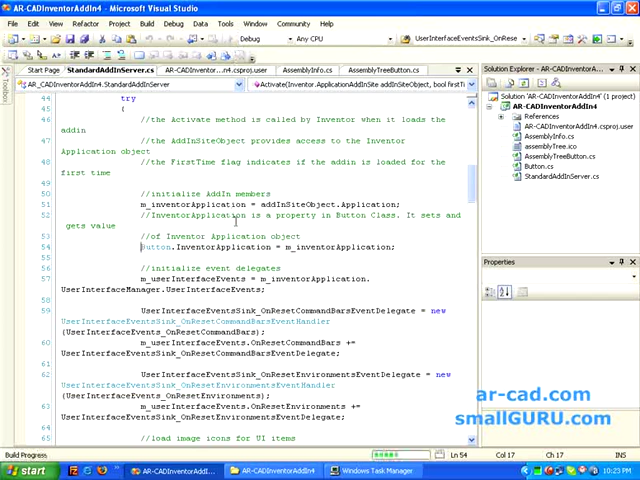 AR-CADInventorAddIn4 - Microsoft Visual Studio
File Edit View Refactor Project Build Debug Data Tools Window Community Help
Debug Any CPU UserInterfaceEventsSink_OnRese
Start Page StandardAddInServer.cs AR-CADInventor...n4.csproj.user AssemblyInfo.cs AssemblyTreeButton.cs
AR_CADInventorAddIn4.StandardAddInServer Activate(Inventor.ApplicationAddInSite addInSiteObject, bool firstTi
Toolbox
44 try
45 {
46 //the Activate method is called by Inventor when it loads the
addin
47 //the AddInSiteObject provides access to the Inventor
Application object
48 //the FirstTime flag indicates if the addin is loaded for the
first time
49
50 //initialize AddIn members
51 m_inventorApplication = addInSiteObject.Application;
52 //InventorApplication is a property in Button Class. It sets and
gets value
53 //of Inventor Application object
54 Button.InventorApplication = m_inventorApplication;
55
56 //initialize event delegates
57 m_userInterfaceEvents = m_inventorApplication.
UserInterfaceManager.UserInterfaceEvents;
58
59 UserInterfaceEventsSink_OnResetCommandBarsEventDelegate = new
UserInterfaceEventsSink_OnResetCommandBarsEventHandler
(UserInterfaceEvents_OnResetCommandBars);
60 m_userInterfaceEvents.OnResetCommandBars +=
UserInterfaceEventsSink_OnResetCommandBarsEventDelegate;
61
62 UserInterfaceEventsSink_OnResetEnvironmentsEventDelegate = new
UserInterfaceEventsSink_OnResetEnvironmentsEventHandler
(UserInterfaceEvents_OnResetEnvironments);
63 m_userInterfaceEvents.OnResetEnvironments +=
UserInterfaceEventsSink_OnResetEnvironmentsEventDelegate;
64
65 //load image icons for UI items
Solution Explorer - AR-CADInventorA...
Solution 'AR-CADInventorAddIn4' (
AR-CADInventorAddIn4
References
AR-CADInventorAddIn4.csproj.user
AssemblyInfo.cs
assemblyTree.ico
AssemblyTreeButton.cs
Button.cs
StandardAddInServer.cs
Properties
ar-cad.com
smallGURU.com
Build Progress Ln 54 Col 17 Ch 17
start AR-CADInventorAddI... AR-CADInventorAddIn4 Windows Task Manager 10:23 PM